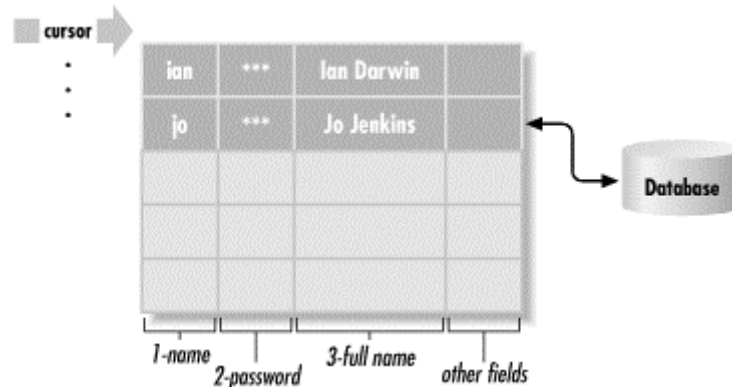 cursor
ian *** Ian Darwin
jo *** Jo Jenkins
Database
1-name 2-password 3-full name other fields